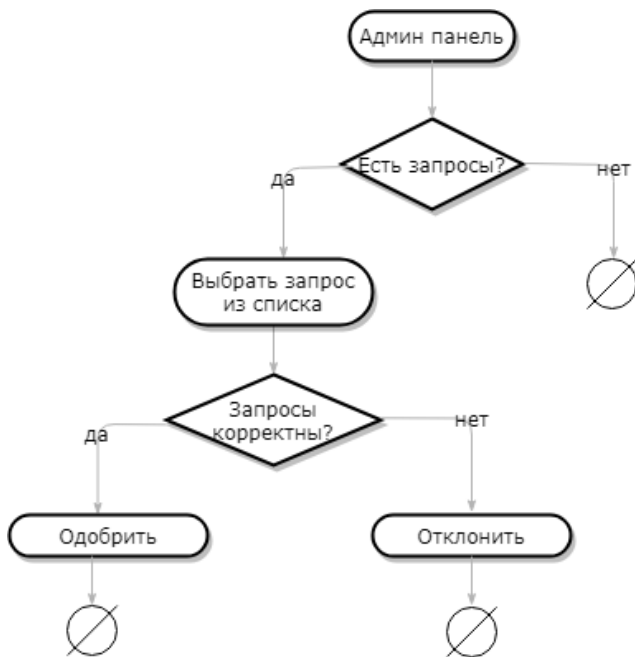 Админ панель
Есть запросы?
да
нет
Выбрать запрос
из списка
Запросы
корректны?
да
нет
Одобрить
Отклонить